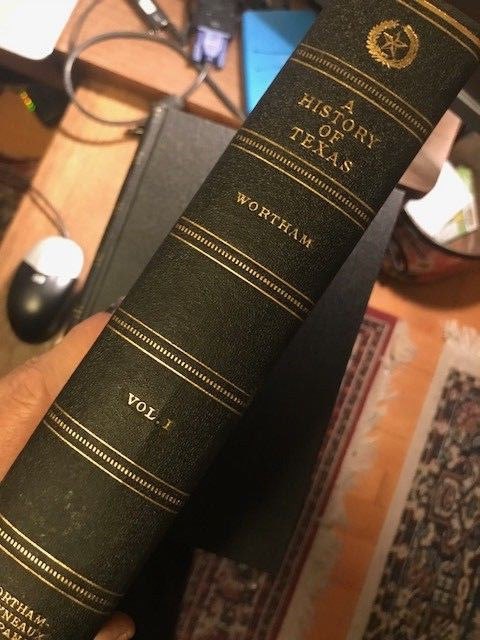 A
HISTORY
OF
TEXAS
WORTHAM
VOL. I